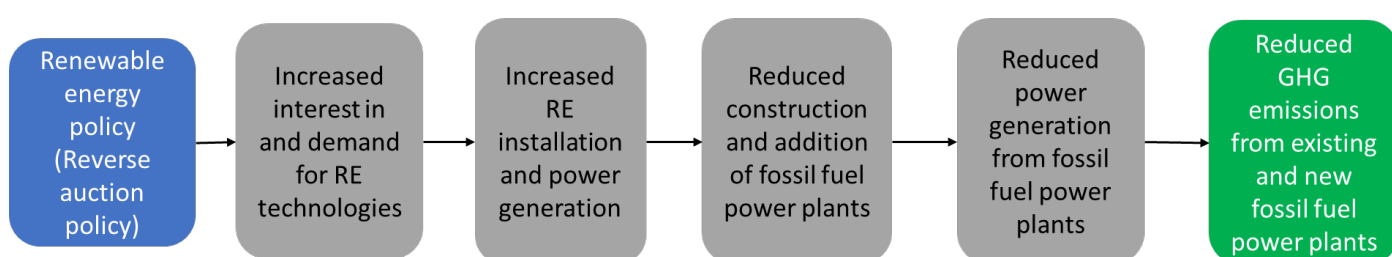 Renewable
energy
policy
(Reverse
auction
policy)
Increased
interest in
and demand
for RE
technologies
Increased
RE
installation
and power
generation
Reduced
construction
and addition
of fossil fuel
power plants
Reduced
power
generation
from fossil
fuel power
plants
Reduced
GHG
emissions
from existing
and new
fossil fuel
power plants